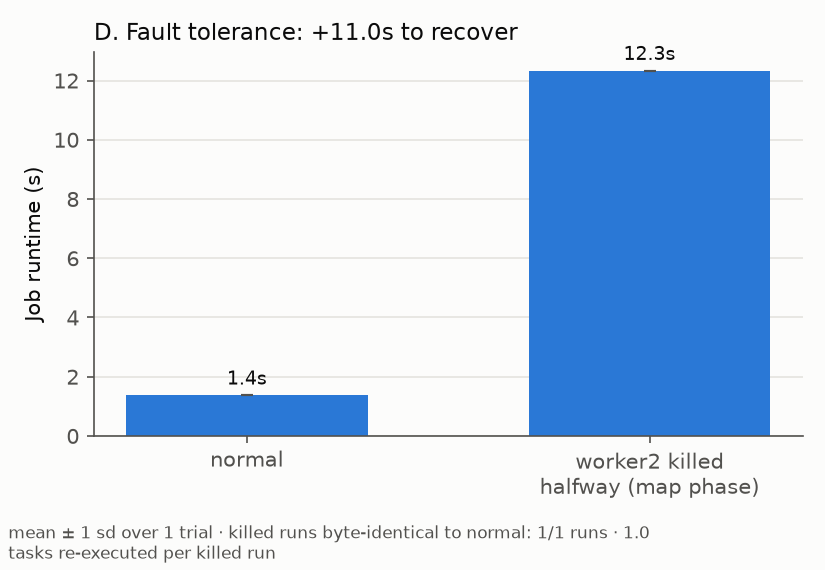 D. Fault tolerance: +11.0s to recover
12.3s
12
10
8
6
4
2
0
Job runtime (s)
1.4s
normal
worker2 killed
halfway (map phase)
mean ± 1 sd over 1 trial · killed runs byte-identical to normal: 1/1 runs · 1.0
tasks re-executed per killed run